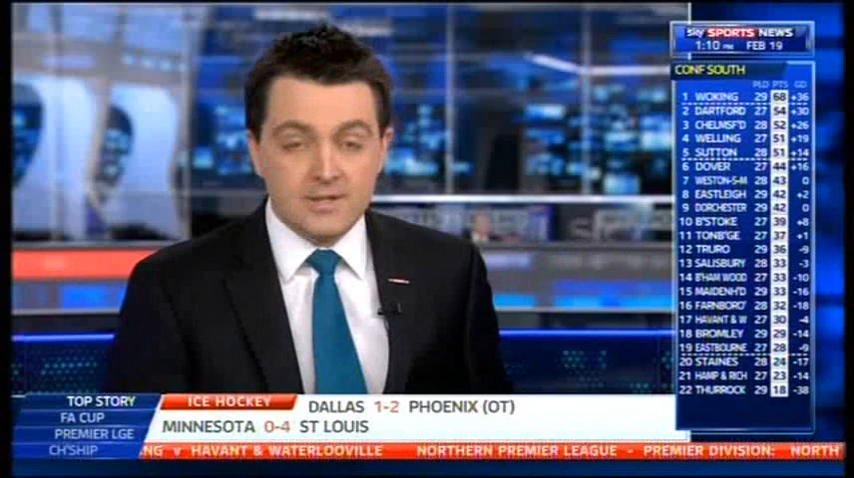 sky SPORTS NEWS
1:10 PM FEB 19
CONF SOUTH
PLD PTS GD
1 WOKING 29 68 +36
2 DARTFORD 27 54 +30
3 CHELMSF'D 28 52 +26
4 WELLING 27 51 +19
5 SUTTON 28 51 +14
6 DOVER 27 44 +16
7 WESTON-S-M 28 43 0
8 EASTLEIGH 29 42 +2
9 DORCHESTER 29 42 0
10 B'STOKE 27 39 +8
11 TONB'GE 27 37 +1
12 TRURO 29 36 -9
13 SALISBURY 28 33 -3
14 B'HAM WOOD 27 33 -10
15 MAIDENH'D 29 33 -16
16 FARNBORO' 28 32 -18
17 HAVANT & W 27 30 -4
18 BROMLEY 29 29 -14
19 EASTBOURNE 27 28 -9
20 STAINES 28 24 -17
21 HAMP & RICH 27 23 -14
22 THURROCK 29 18 -38
TOP STORY
FA CUP
PREMIER LGE
CH'SHIP
ICE HOCKEY DALLAS 1-2 PHOENIX (OT)
MINNESOTA 0-4 ST LOUIS
NG v HAVANT & WATERLOOVILLE NORTHERN PREMIER LEAGUE - PREMIER DIVISION: NORTH